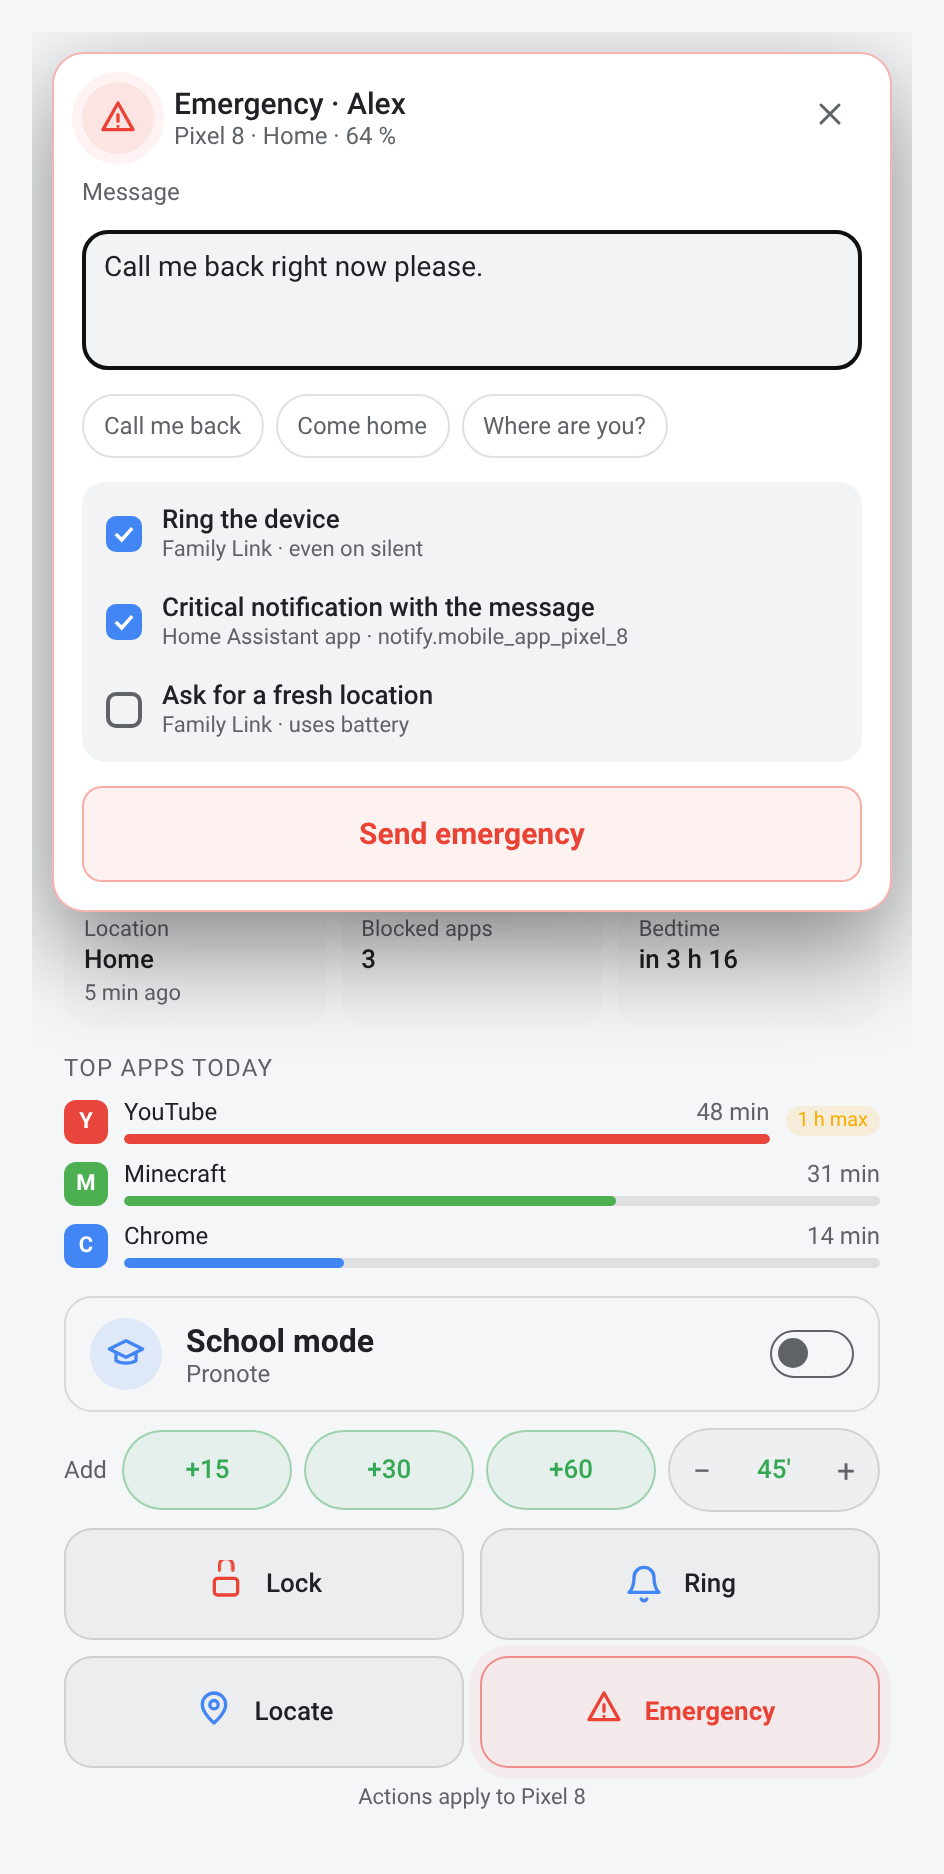 Emergency · Alex
Pixel 8 · Home · 64 %
Message
Call me back right now please.
Call me back
Come home
Where are you?
Ring the device
Family Link · even on silent
Critical notification with the message
Home Assistant app · notify.mobile_app_pixel_8
Ask for a fresh location
Family Link · uses battery
Send emergency
Location
Home
5 min ago
Blocked apps
3
Bedtime
in 3 h 16
TOP APPS TODAY
Y YouTube 48 min 1 h max
M Minecraft 31 min
C Chrome 14 min
School mode
Pronote
Add +15 +30 +60 − 45' +
Lock
Ring
Locate
Emergency
Actions apply to Pixel 8